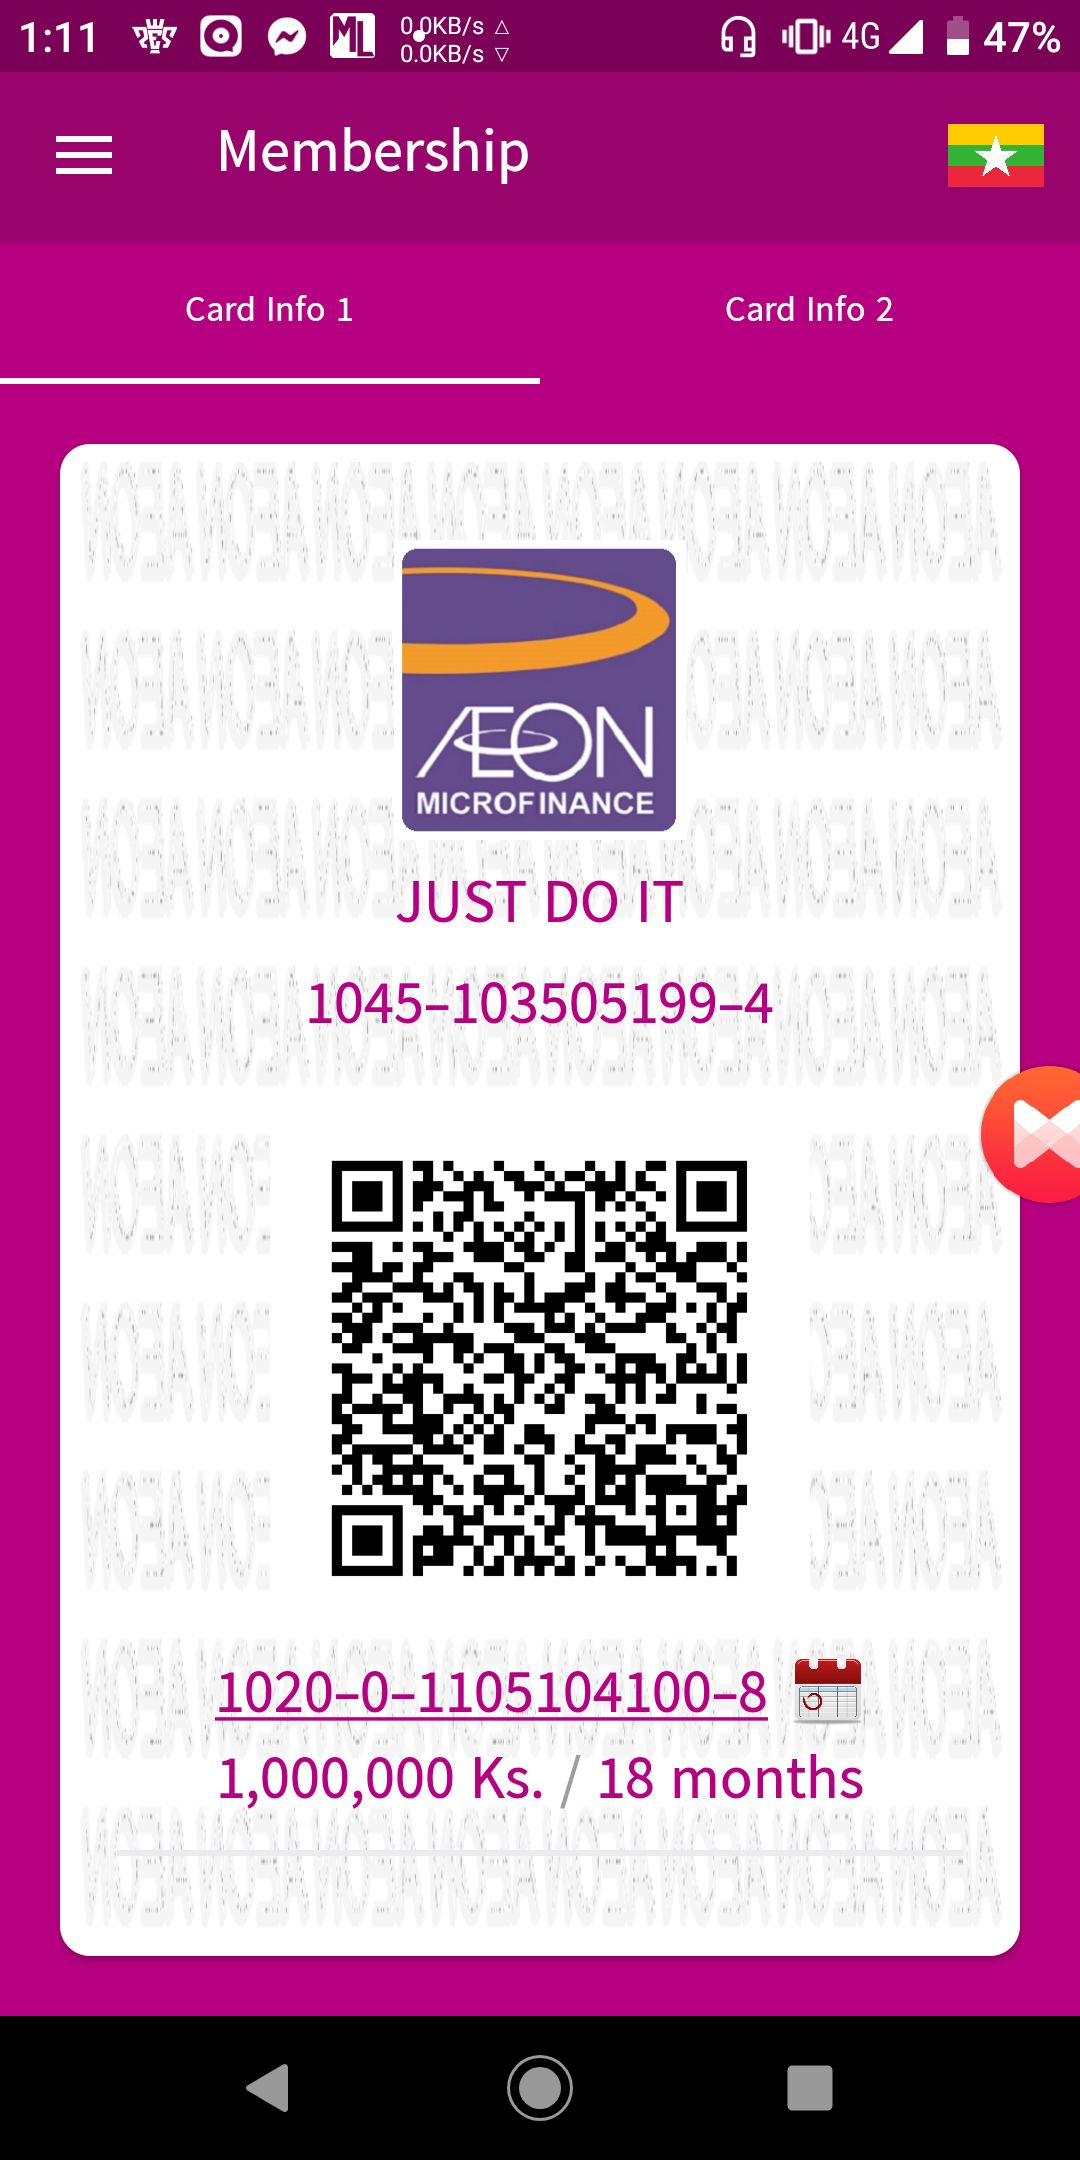 1:11
0.0KB/s △
0.0KB/s ▽
4G
47%
Membership
Card Info 1
Card Info 2
ÆON
MICROFINANCE
JUST DO IT
1045-103505199-4
1020-0-1105104100-8
1,000,000 Ks. / 18 months